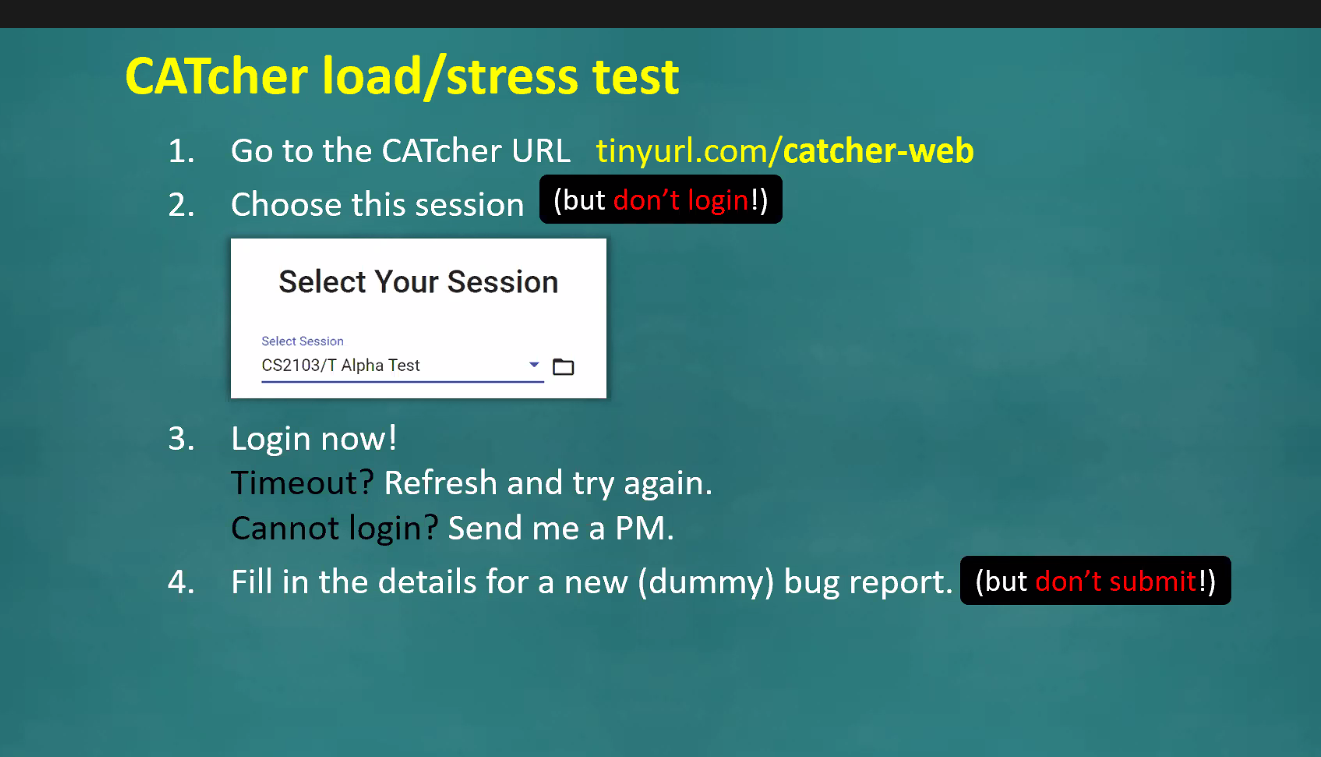 CATcher load/stress test
1. Go to the CATcher URL tinyurl.com/catcher-web
2. Choose this session (but don’t login!)
Select Your Session
Select Session
CS2103/T Alpha Test
3. Login now!
Timeout? Refresh and try again.
Cannot login? Send me a PM.
4. Fill in the details for a new (dummy) bug report. (but don’t submit!)